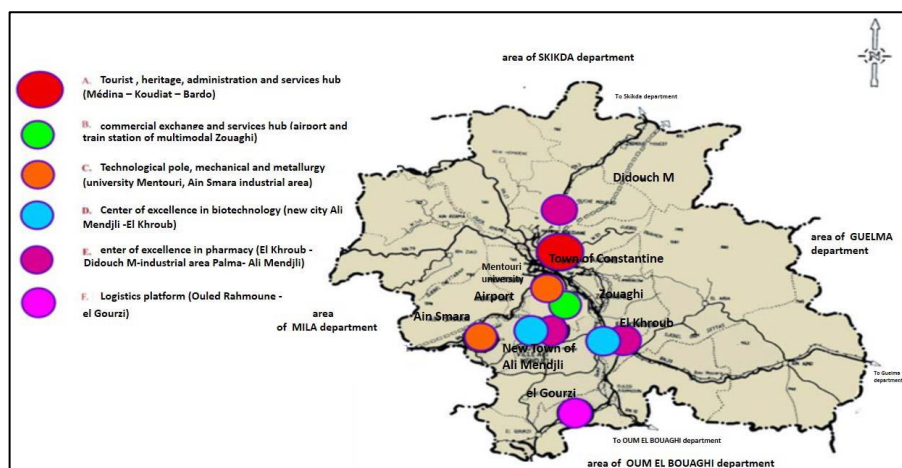 A. Tourist , heritage, administration and services hub
(Médina – Koudiat – Bardo)
B. commercial exchange and services hub (airport and
train station of multimodal Zouaghi)
C. Technological pole, mechanical and metallurgy
(university Mentouri, Ain Smara industrial area)
D. Center of excellence in biotechnology (new city Ali
Mendjli -El Khroub)
E. enter of excellence in pharmacy (El Khroub -
Didouch M-industrial area Palma- Ali Mendjli)
F. Logistics platform (Ouled Rahmoune -
el Gourzi)
N
area of SKIKDA department
To Skikda department
Didouch M
area of GUELMA
department
Town of Constantine
Mentouri
university
Airport
Zouaghi
area
of MILA department
Ain Smara
El Khroub
New Town of
Ali Mendjli
VILLE ALI
To Guelma
department
el Gourzi
EL GOURZI
To OUM EL BOUAGHI department
area of OUM EL BOUAGHI department